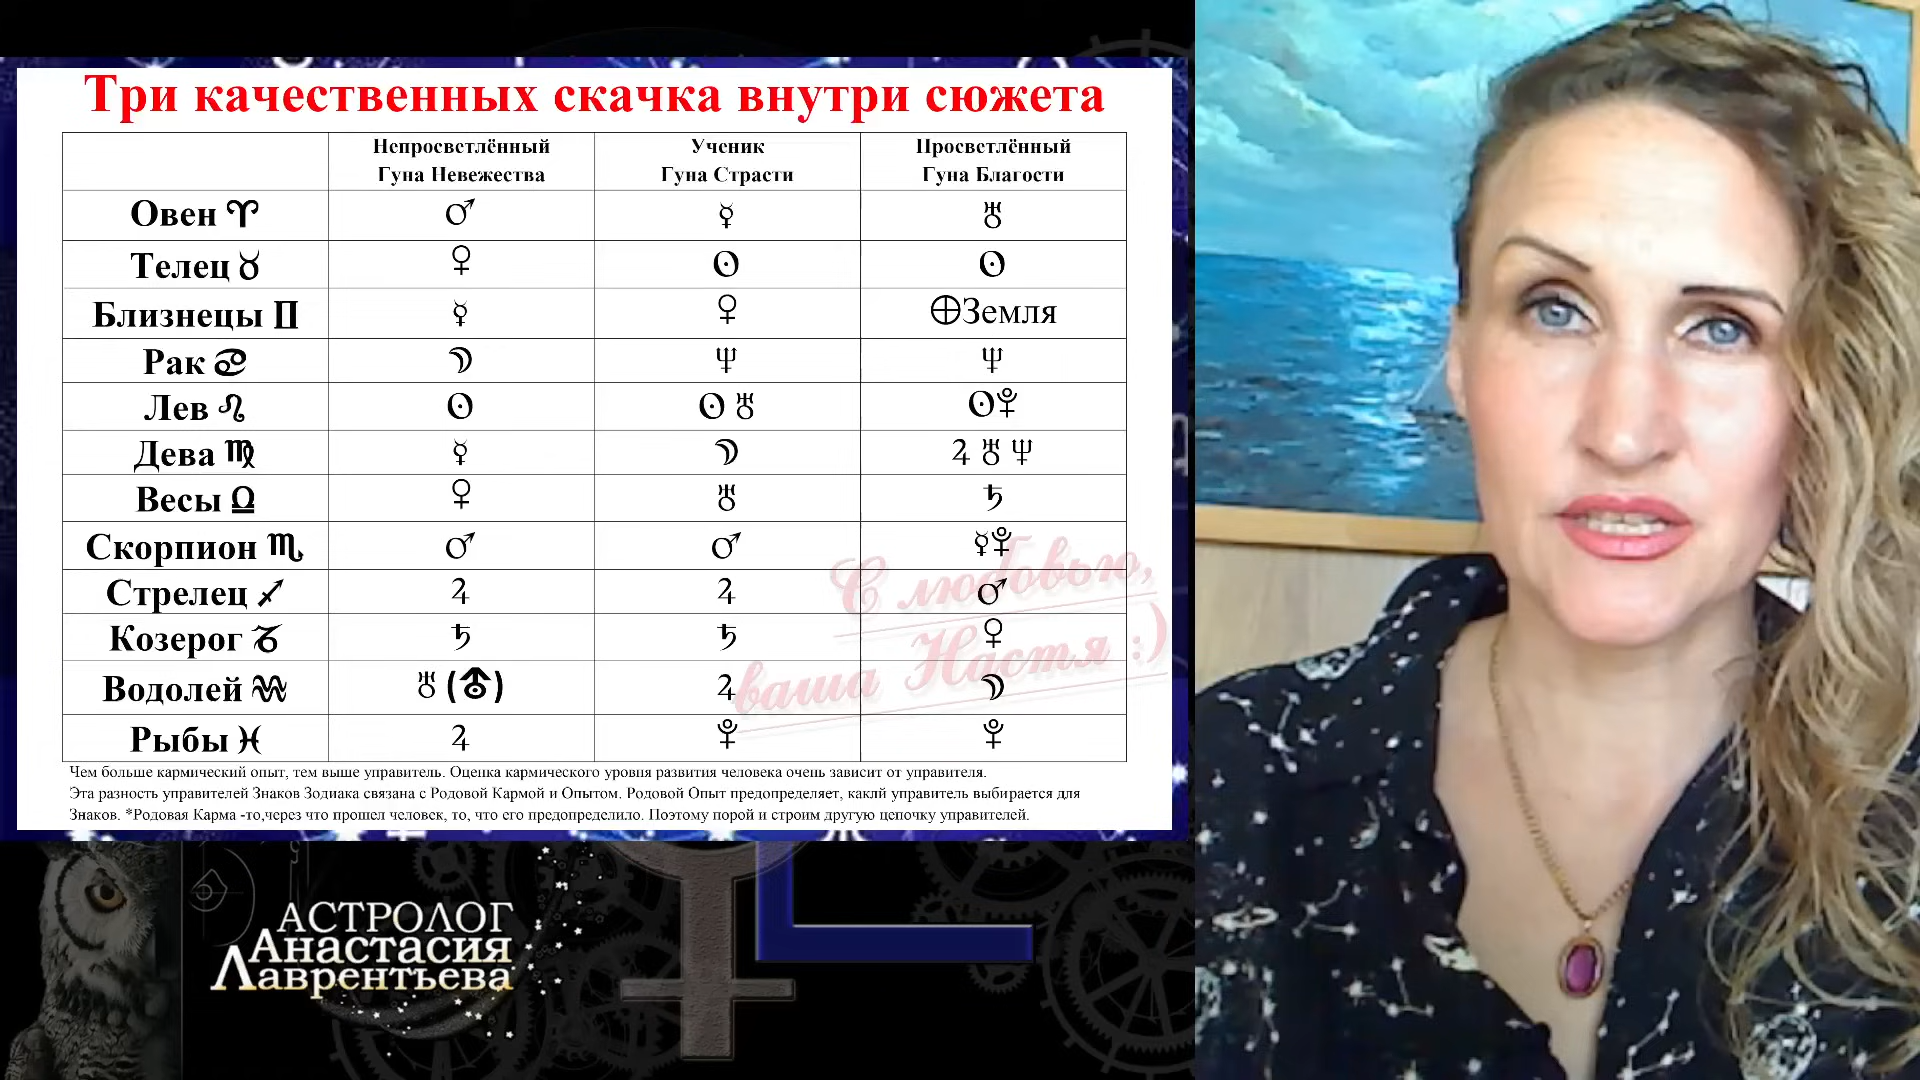 Три качественных скачка внутри сюжета
Непросветлённый Гуна Невежества | Ученик Гуна Страсти | Просветлённый Гуна Благости
Овен ♈ ♂ ☿ ♅
Телец ♉ ♀ ☉ ☉
Близнецы ♊ ☿ ♀ ⊕Земля
Рак ♋ ☽ ♆ ♆
Лев ♌ ☉ ☉ ♅ ☉♇
Дева ♍ ☿ ☽ ♃ ♅ ♆
Весы ♎ ♀ ♅ ♄
Скорпион ♏ ♂ ♂ ☿♇
Стрелец ♐ ♃ ♃ ♂
Козерог ♑ ♄ ♄ ♀
Водолей ♒ ♅ (⛢) ♃ ☽
Рыбы ♓ ♃ ♇ ♇
Чем больше кармический опыт, тем выше управитель. Оценка кармического уровня развития человека очень зависит от управителя.
Эта разность управителей Знаков Зодиака связана с Родовой Кармой и Опытом. Родовой Опыт предопределяет, какай управитель выбирается для
Знаков. *Родовая Карма -то,через что прошел человек, то, что его предопределило. Поэтому порой и строим другую цепочку управителей.
С любовью,
ваша Настя :)
АСТРОЛОГ
Анастасия
Лаврентьева